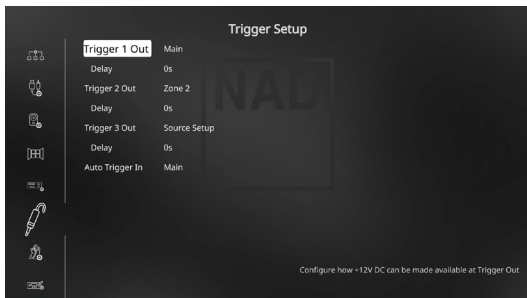 Trigger Setup
Trigger 1 Out Main
Delay 0s
Trigger 2 Out Zone 2
Delay 0s
Trigger 3 Out Source Setup
Delay 0s
Auto Trigger In Main
NAD
Configure how +12V DC can be made available at Trigger Out